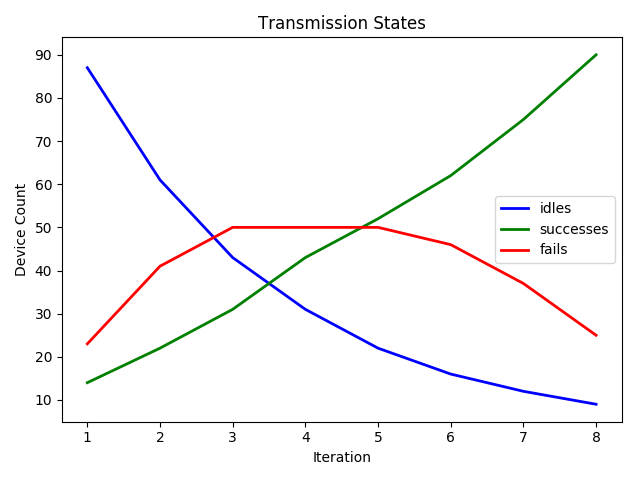 Transmission States
Device Count
90
80
70
60
50
40
30
20
10
idles
successes
fails
1 2 3 4 5 6 7 8
Iteration